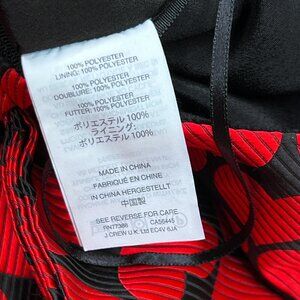 100% POLYESTER
LINING: 100% POLYESTER
100% POLYESTER
DOUBLURE: 100% POLYESTER
100% POLYESTER
FUTTER: 100% POLYESTER
ポリエステル 100%
ライニング:
ポリエステル 100%
MADE IN CHINA
FABRIQUÉ EN CHINE
IN CHINA HERGESTELLT
中国製
SEE REVERSE FOR CARE
RN77388 CA56445
J.CREW U.K. Ltd EC4V 6JA